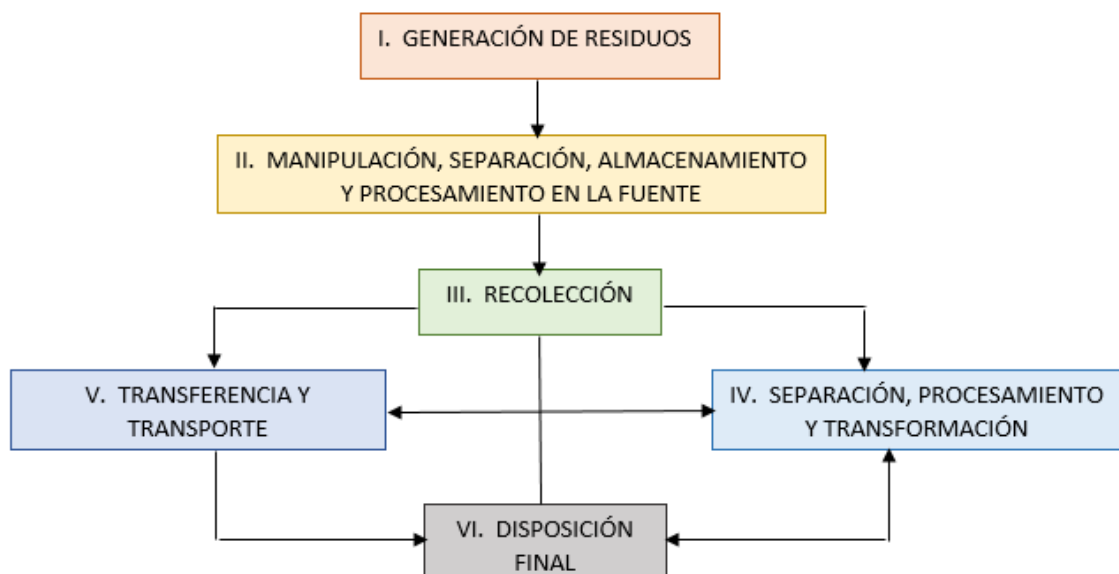 I. GENERACIÓN DE RESIDUOS
II. MANIPULACIÓN, SEPARACIÓN, ALMACENAMIENTO
Y PROCESAMIENTO EN LA FUENTE
III. RECOLECCIÓN
V. TRANSFERENCIA Y
TRANSPORTE
IV. SEPARACIÓN, PROCESAMIENTO
Y TRANSFORMACIÓN
VI. DISPOSICIÓN
FINAL